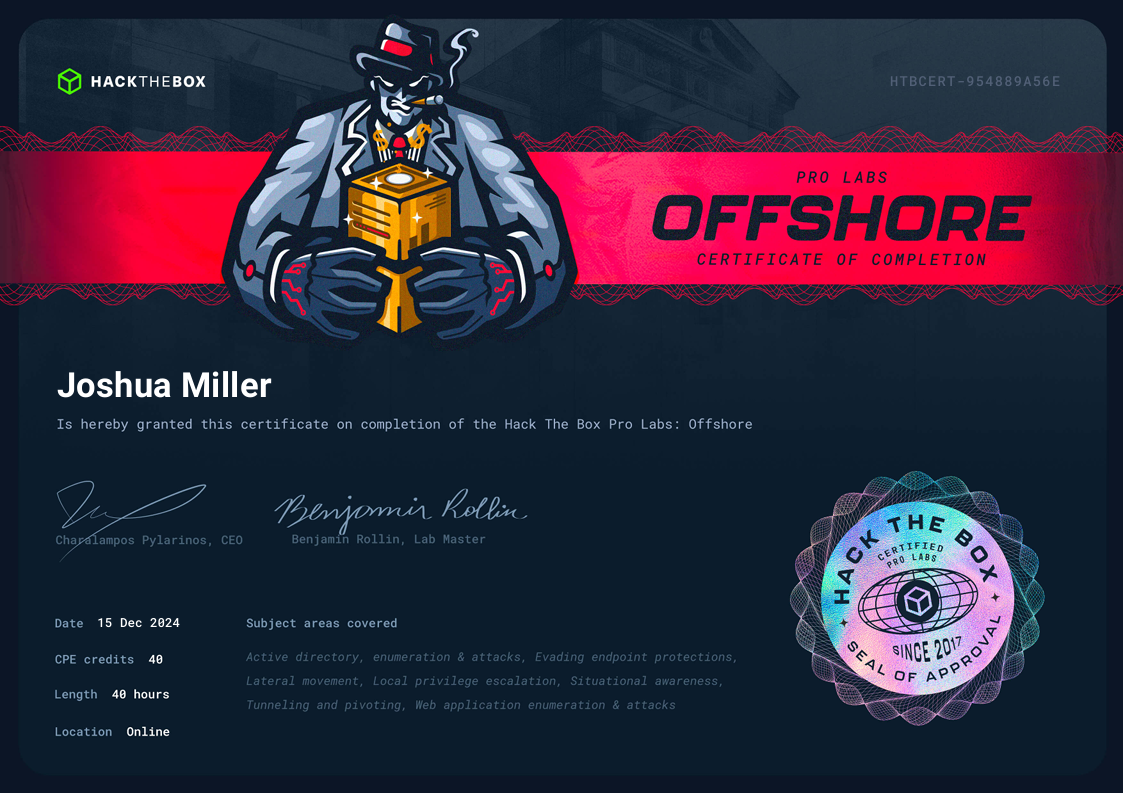 HACKTHEBOX
HTBCERT-954889A56E
PRO LABS
OFFSHORE
CERTIFICATE OF COMPLETION
Joshua Miller
Is hereby granted this certificate on completion of the Hack The Box Pro Labs: Offshore
Benjamin Rollin
Charalampos Pylarinos, CEO
Benjamin Rollin, Lab Master
Date 15 Dec 2024
CPE credits 40
Length 40 hours
Location Online
Subject areas covered
Active directory, enumeration & attacks, Evading endpoint protections,
Lateral movement, Local privilege escalation, Situational awareness,
Tunneling and pivoting, Web application enumeration & attacks
HACK THE BOX
CERTIFIED
PRO LABS
SINCE 2017
SEAL OF APPROVAL